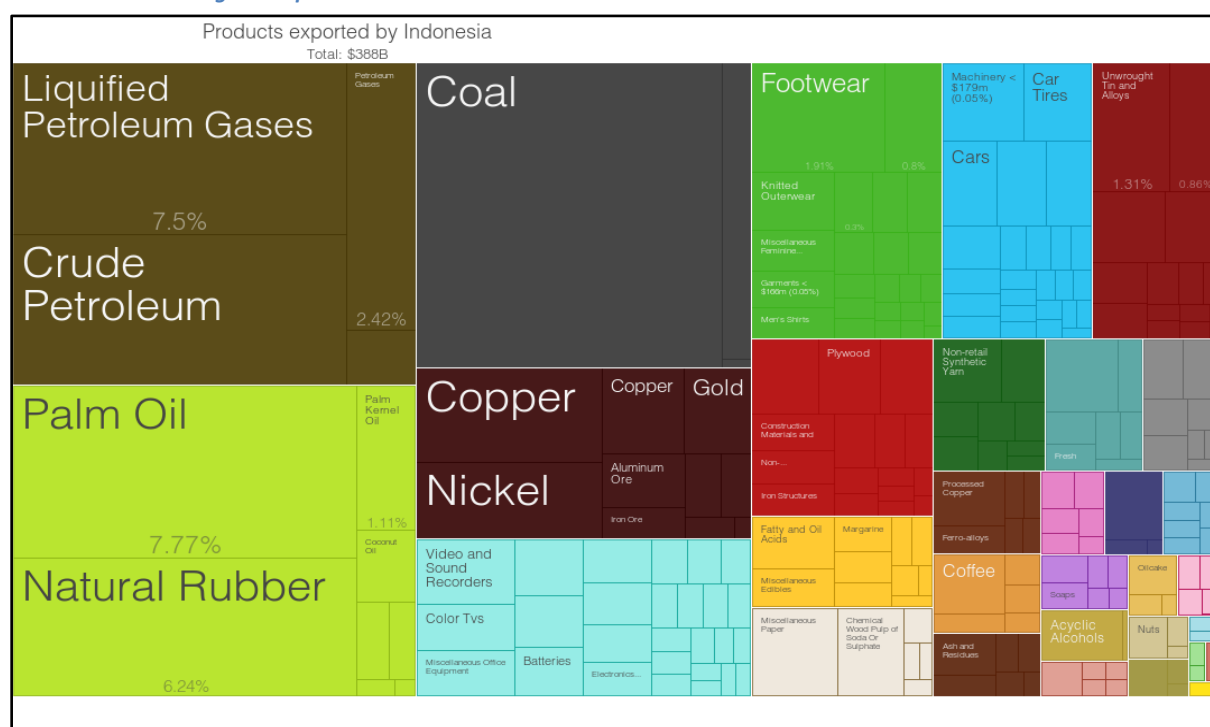 Products exported by Indonesia
Total: $388B
Liquified
Petroleum Gases
7.5%
Petroleum
Gases
2.42%
Crude
Petroleum
Palm Oil
7.77%
Palm
Kernel
Oil
1.11%
Natural Rubber
6.24%
Coconut
Oil
Coal
Copper
Nickel
Copper
Gold
Aluminum
Ore
Iron Ore
Video and
Sound
Recorders
Color Tvs
Miscellaneous Office
Equipment
Batteries
Electronics...
Footwear
1.91%
0.8%
Knitted
Outerwear
0.3%
Miscellaneous
Feminine...
Garments <
$166m (0.05%)
Men's Shirts
Machinery <
$179m
(0.05%)
Car
Tires
Cars
Unwrought
Tin and
Alloys
1.31%
0.86%
Plywood
Construction
Materials and
Non-...
Iron Structures
Non-retail
Synthetic
Yarn
Fresh
Processed
Copper
Ferro-alloys
Fatty and Oil
Acids
Margarine
Miscellaneous
Edibles
Coffee
Soaps
Oilcake
Miscellaneous
Paper
Chemical
Wood Pulp of
Soda Or
Sulphate
Ash and
Residues
Acyclic
Alcohols
Nuts